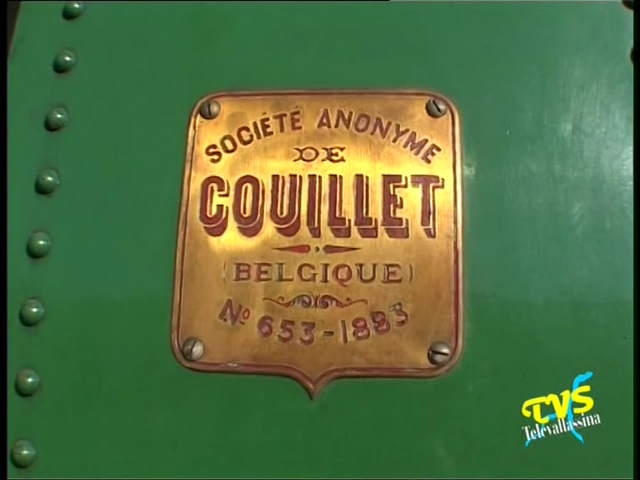 SOCIÉTÉ ANONYME
DE
COUILLET
BELGIQUE
No 653-1883
TVS
Televallassina